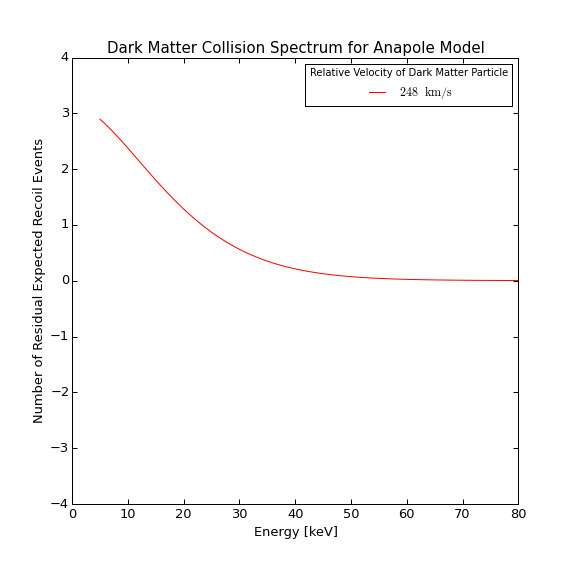 Dark Matter Collision Spectrum for Anapole Model
Relative Velocity of Dark Matter Particle
248 km/s
Number of Residual Expected Recoil Events
4
3
2
1
0
−1
−2
−3
−4
0 10 20 30 40 50 60 70 80
Energy [keV]